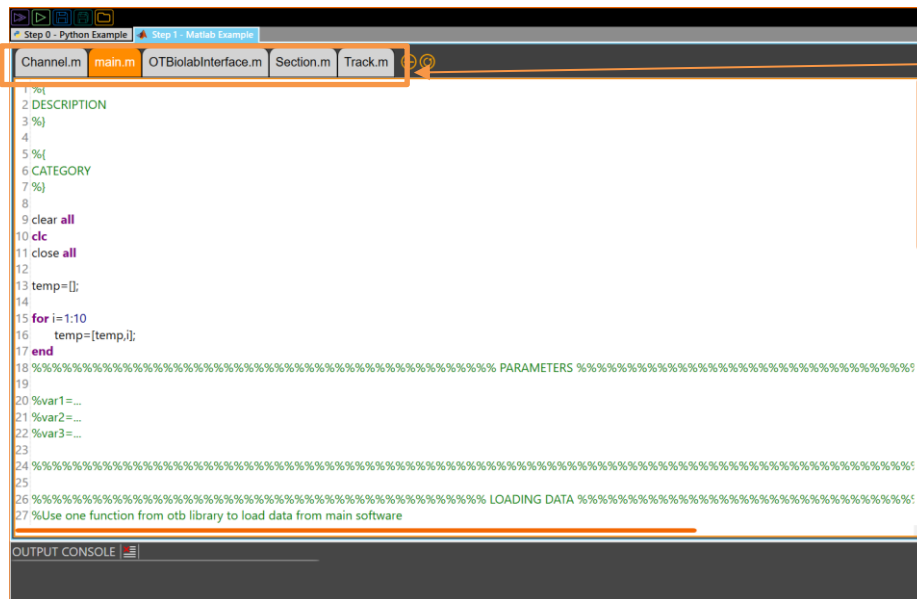 Step 0 - Python Example Step 1 - Matlab Example
Channel.m main.m OTBiolabInterface.m Section.m Track.m
1 %{
2 DESCRIPTION
3 %}
4
5 %{
6 CATEGORY
7 %}
8
9 clear all
10 clc
11 close all
12
13 temp=[];
14
15 for i=1:10
16 temp=[temp,i];
17 end
18 %%%%%%%%%%%%%%%%%%%%%%%%%%%%%%%%%%%%%%%%%%%%%% PARAMETERS %%%%%%%%%%%%%%%%%%%%%%%%%%%%%%%%%
19
20 %var1=...
21 %var2=...
22 %var3=...
23
24 %%%%%%%%%%%%%%%%%%%%%%%%%%%%%%%%%%%%%%%%%%%%%%%%%%%%%%%%%%%%%%%%%%%%%%%%%%%%%%%%%%%%%%%%%
25
26 %%%%%%%%%%%%%%%%%%%%%%%%%%%%%%%%%%%%%%%%%%%%% LOADING DATA %%%%%%%%%%%%%%%%%%%%%%%%%%%%%%%%%
27 %Use one function from otb library to load data from main software
OUTPUT CONSOLE